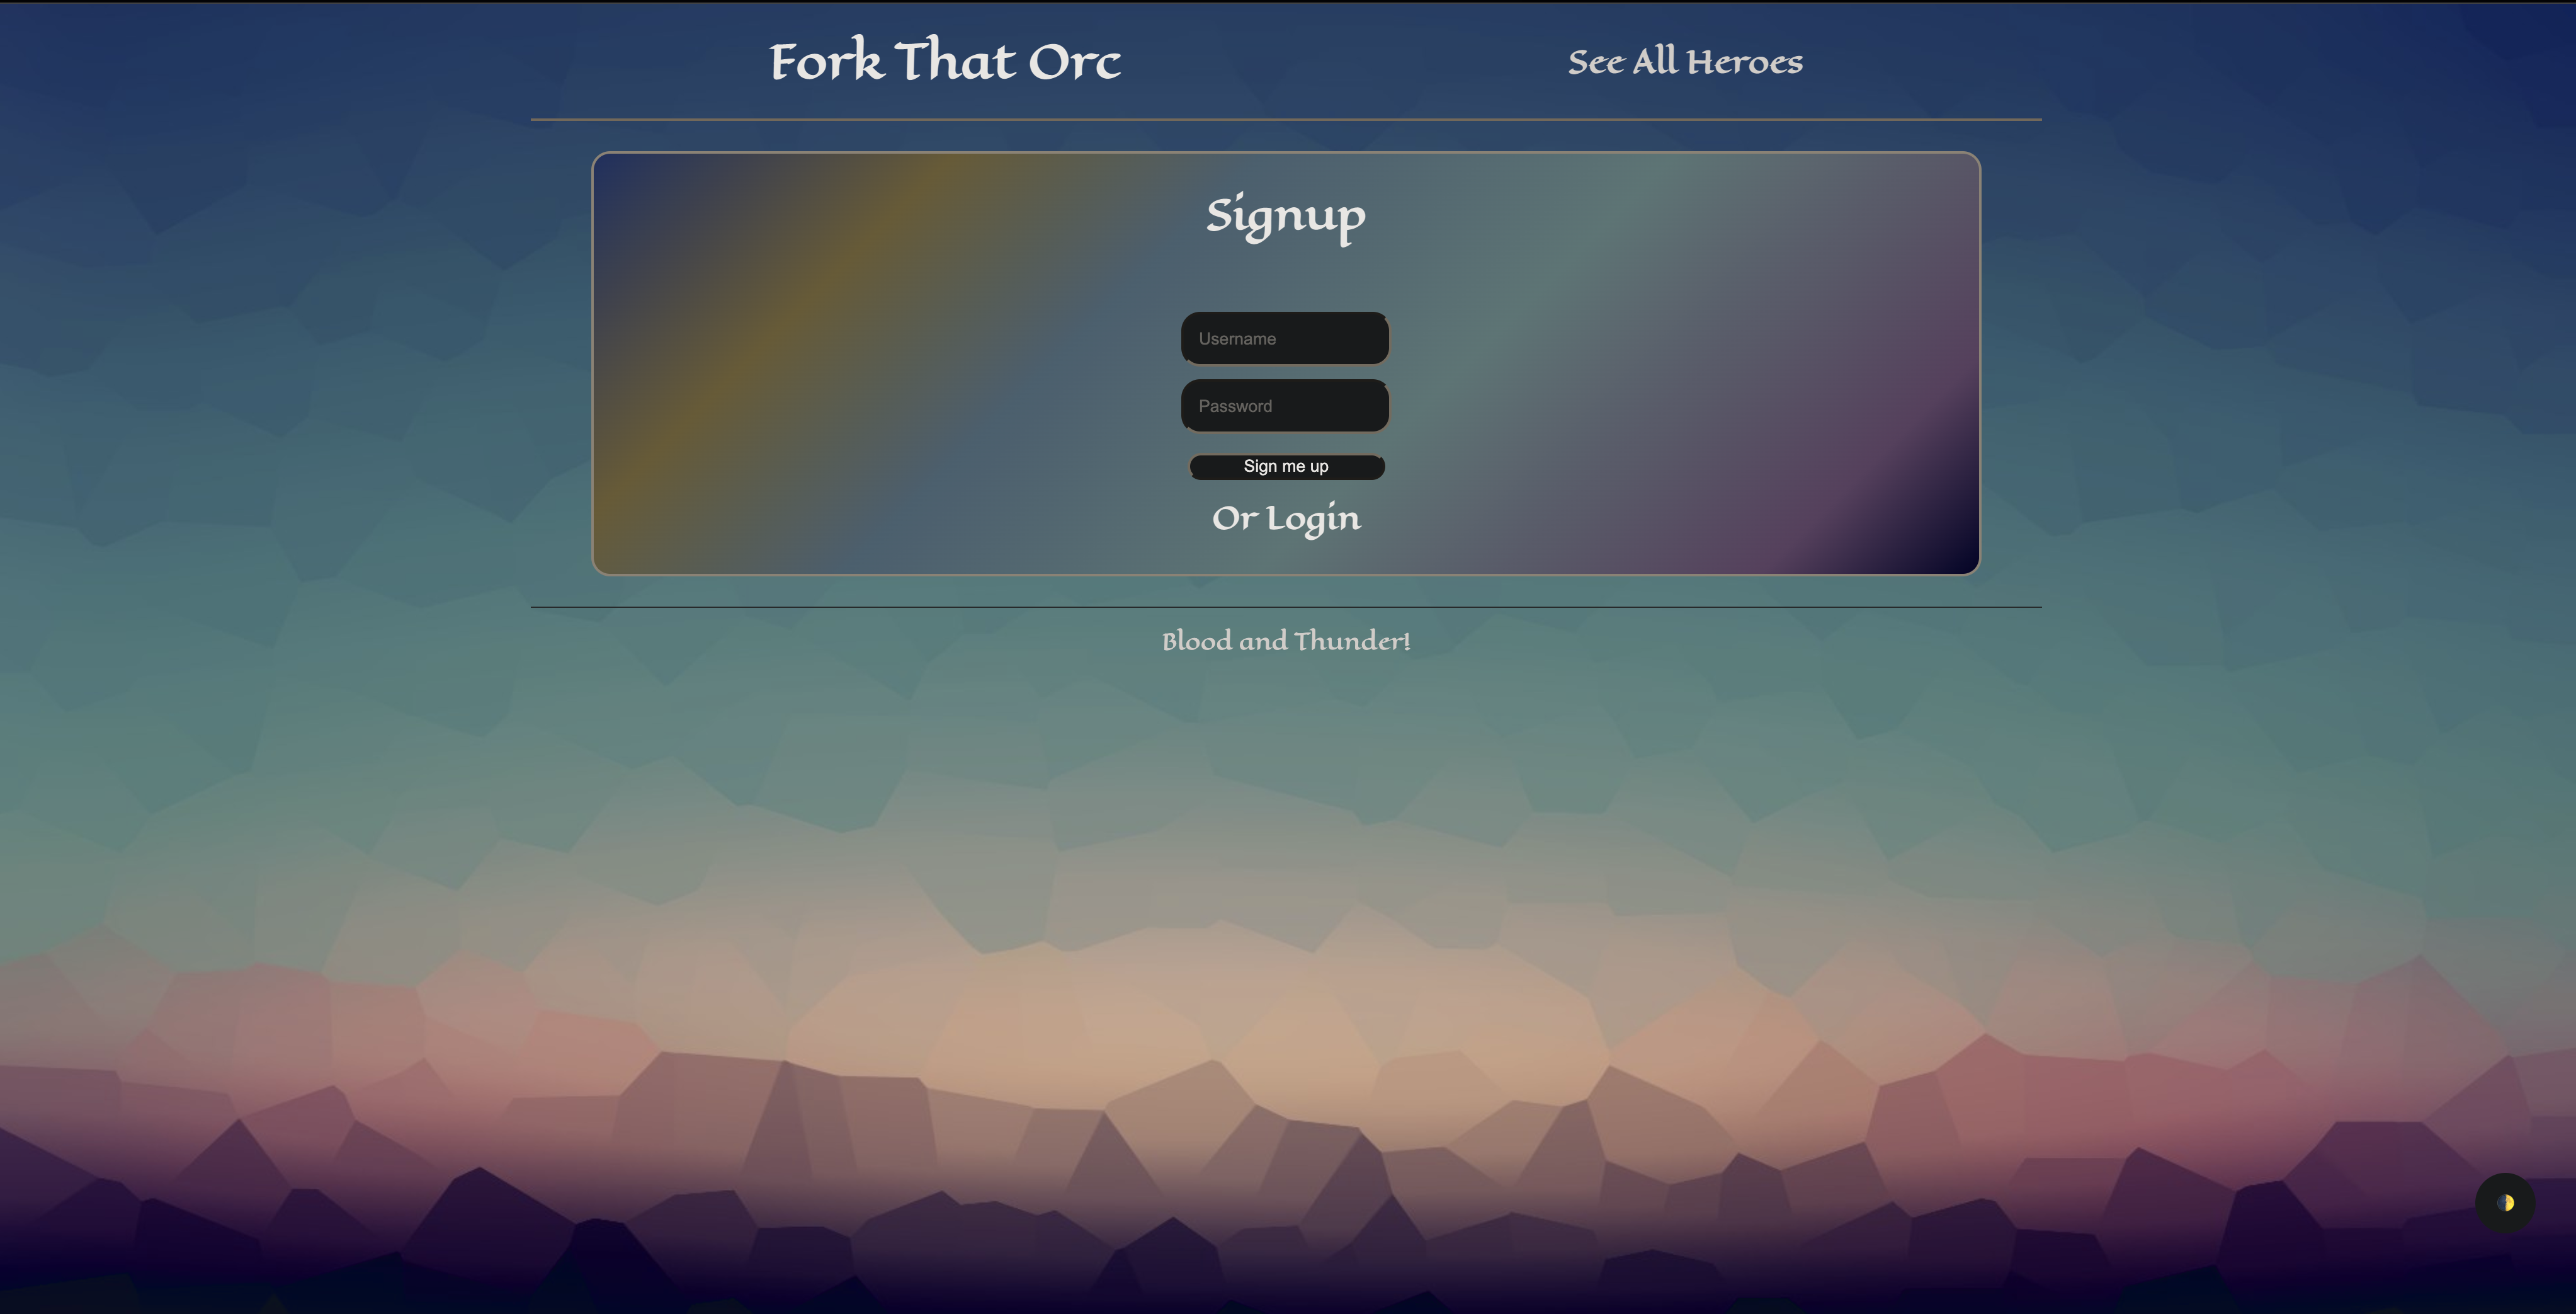 Fork That Orc
See All Heroes
Signup
Username
Password
Sign me up
Or Login
Blood and Thunder!